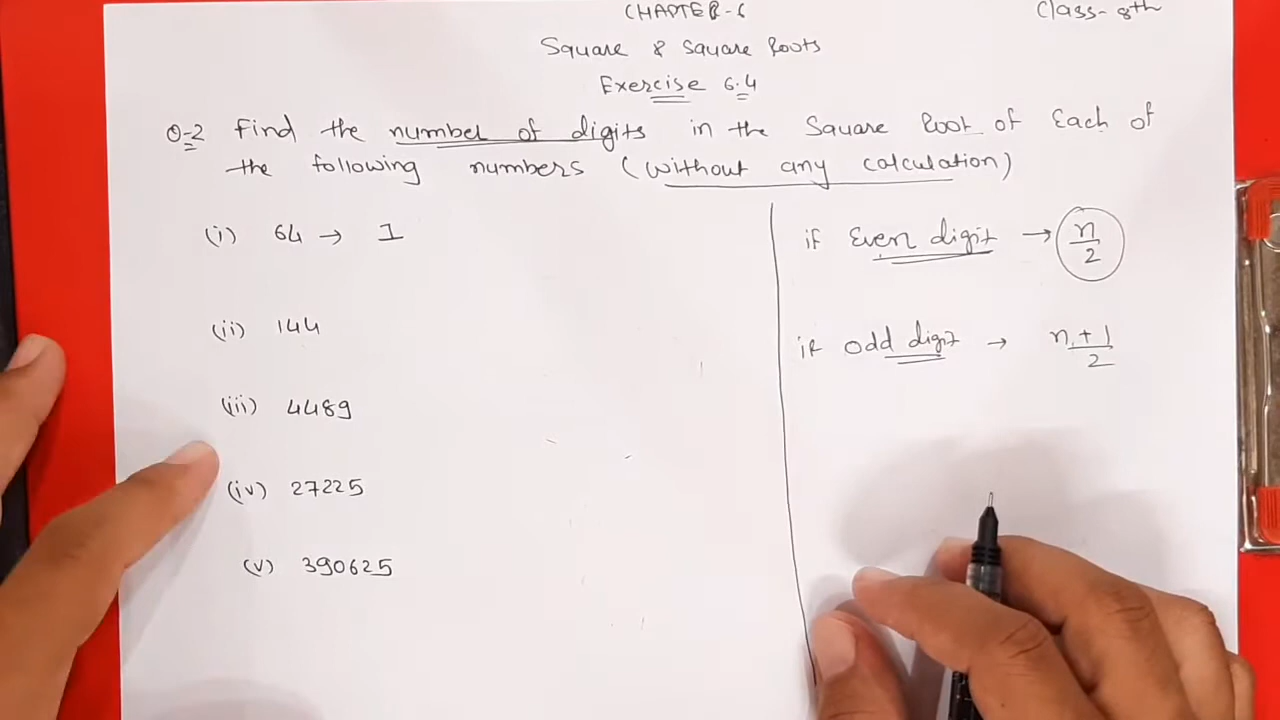 CHAPTER-6
Class-8th
Square & Square Roots
Exercise 6.4
Q-2 Find the number of digits in the Square Root of Each of
the following numbers (without any calculation)
(i) 64 → 1
if Even digit → n/2
(ii) 144
if odd digit → n+1/2
(iii) 4489
(iv) 27225
(v) 390625